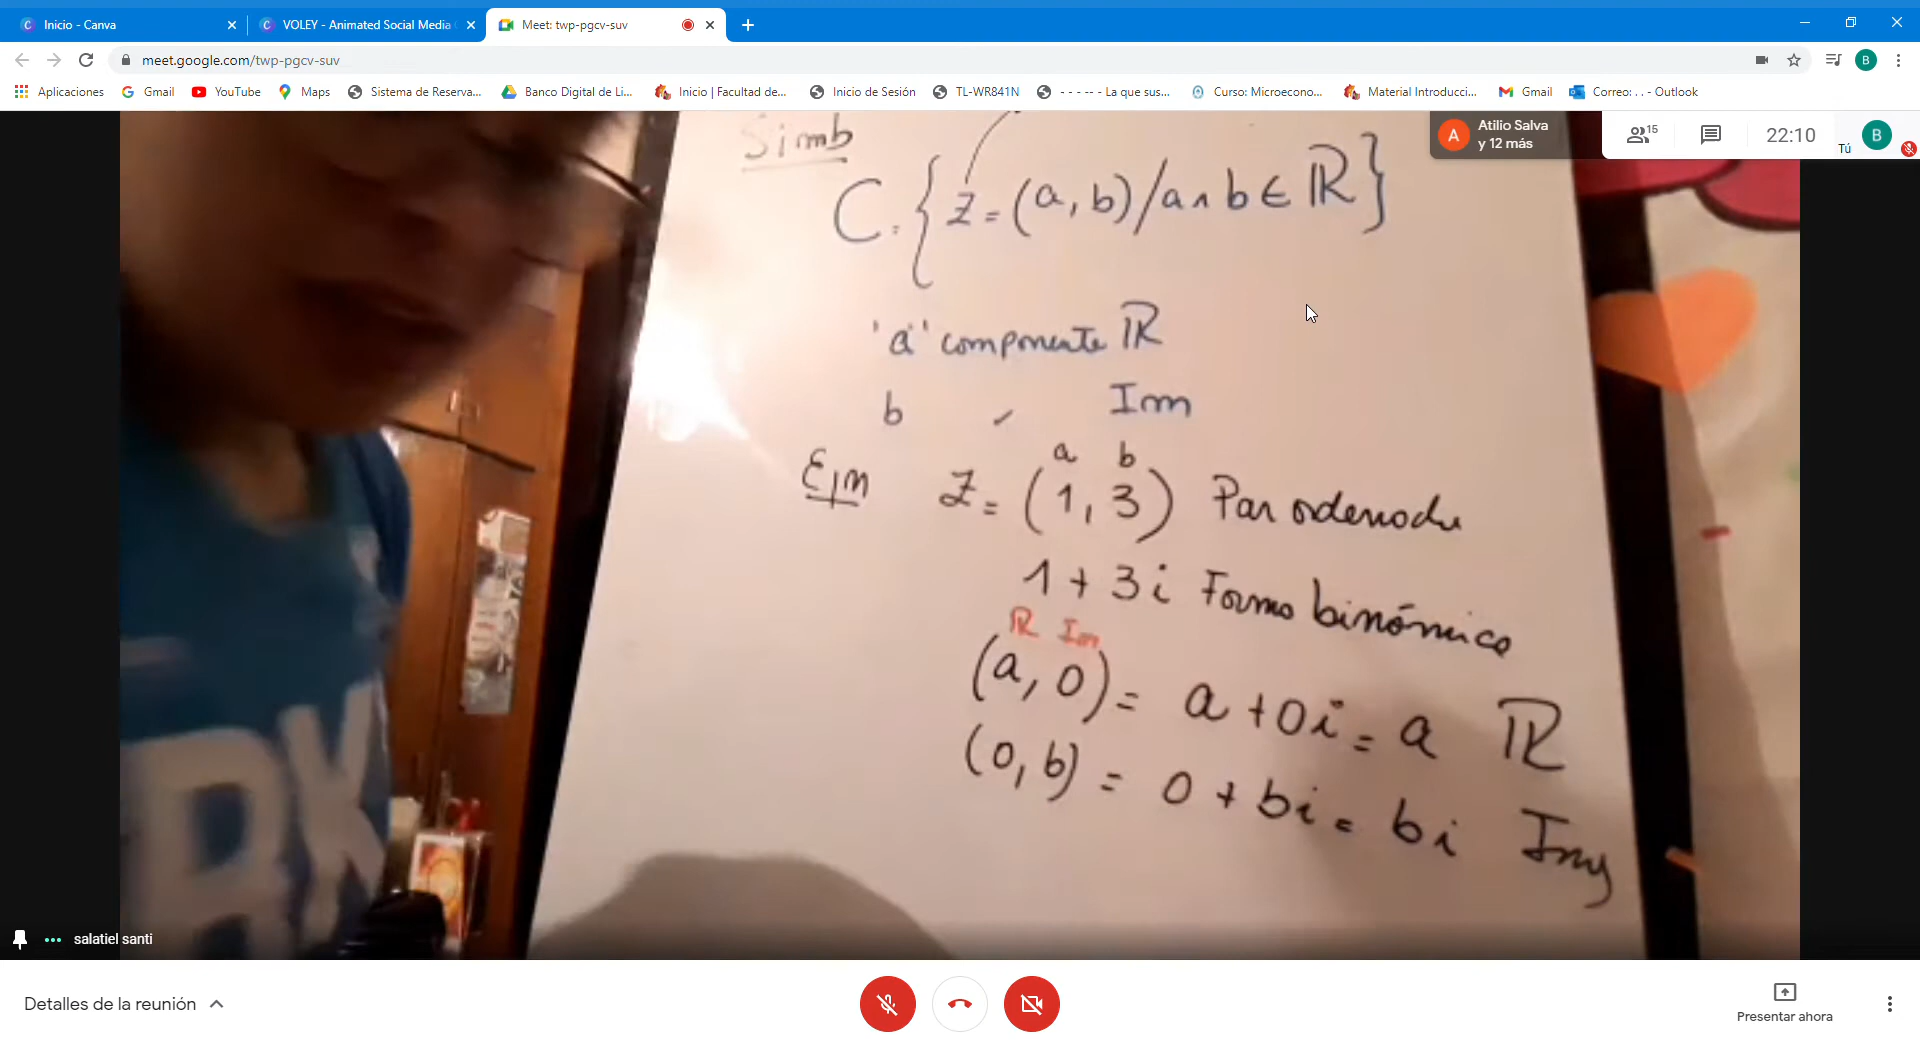 Inicio - Canva
VOLEY - Animated Social Media
Meet: twp-pgcv-suv
meet.google.com/twp-pgcv-suv
B
Aplicaciones
Gmail
YouTube
Maps
Sistema de Reserva...
Banco Digital de Li...
Inicio | Facultad de...
Inicio de Sesión
TL-WR841N
- - - -- - La que sus...
Curso: Microecono...
Material Introducci...
Gmail
Correo: . . - Outlook
A
Atilio Salva
y 12 más
15
22:10
Tú
B
Simb
C = { z = (a, b) / a ∧ b ∈ ℝ }
'a' componente ℝ
b Im
a b
Ejm z = (1, 3) Par ordenado
1 + 3i Forma binómica
ℝ Im
(a, 0) = a + 0i = a ℝ
(0, b) = 0 + bi = bi Img
salatiel santi
Detalles de la reunión
Presentar ahora